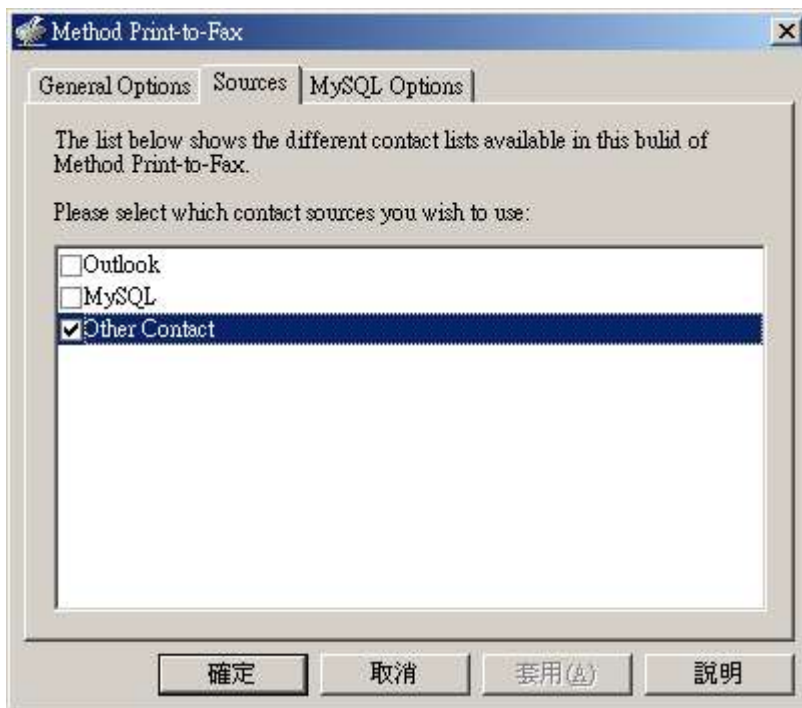 Method Print-to-Fax
General Options Sources MySQL Options
The list below shows the different contact lists available in this bulid of
Method Print-to-Fax.
Please select which contact sources you wish to use:
Outlook
MySQL
Other Contact
確定 取消 套用(A) 說明